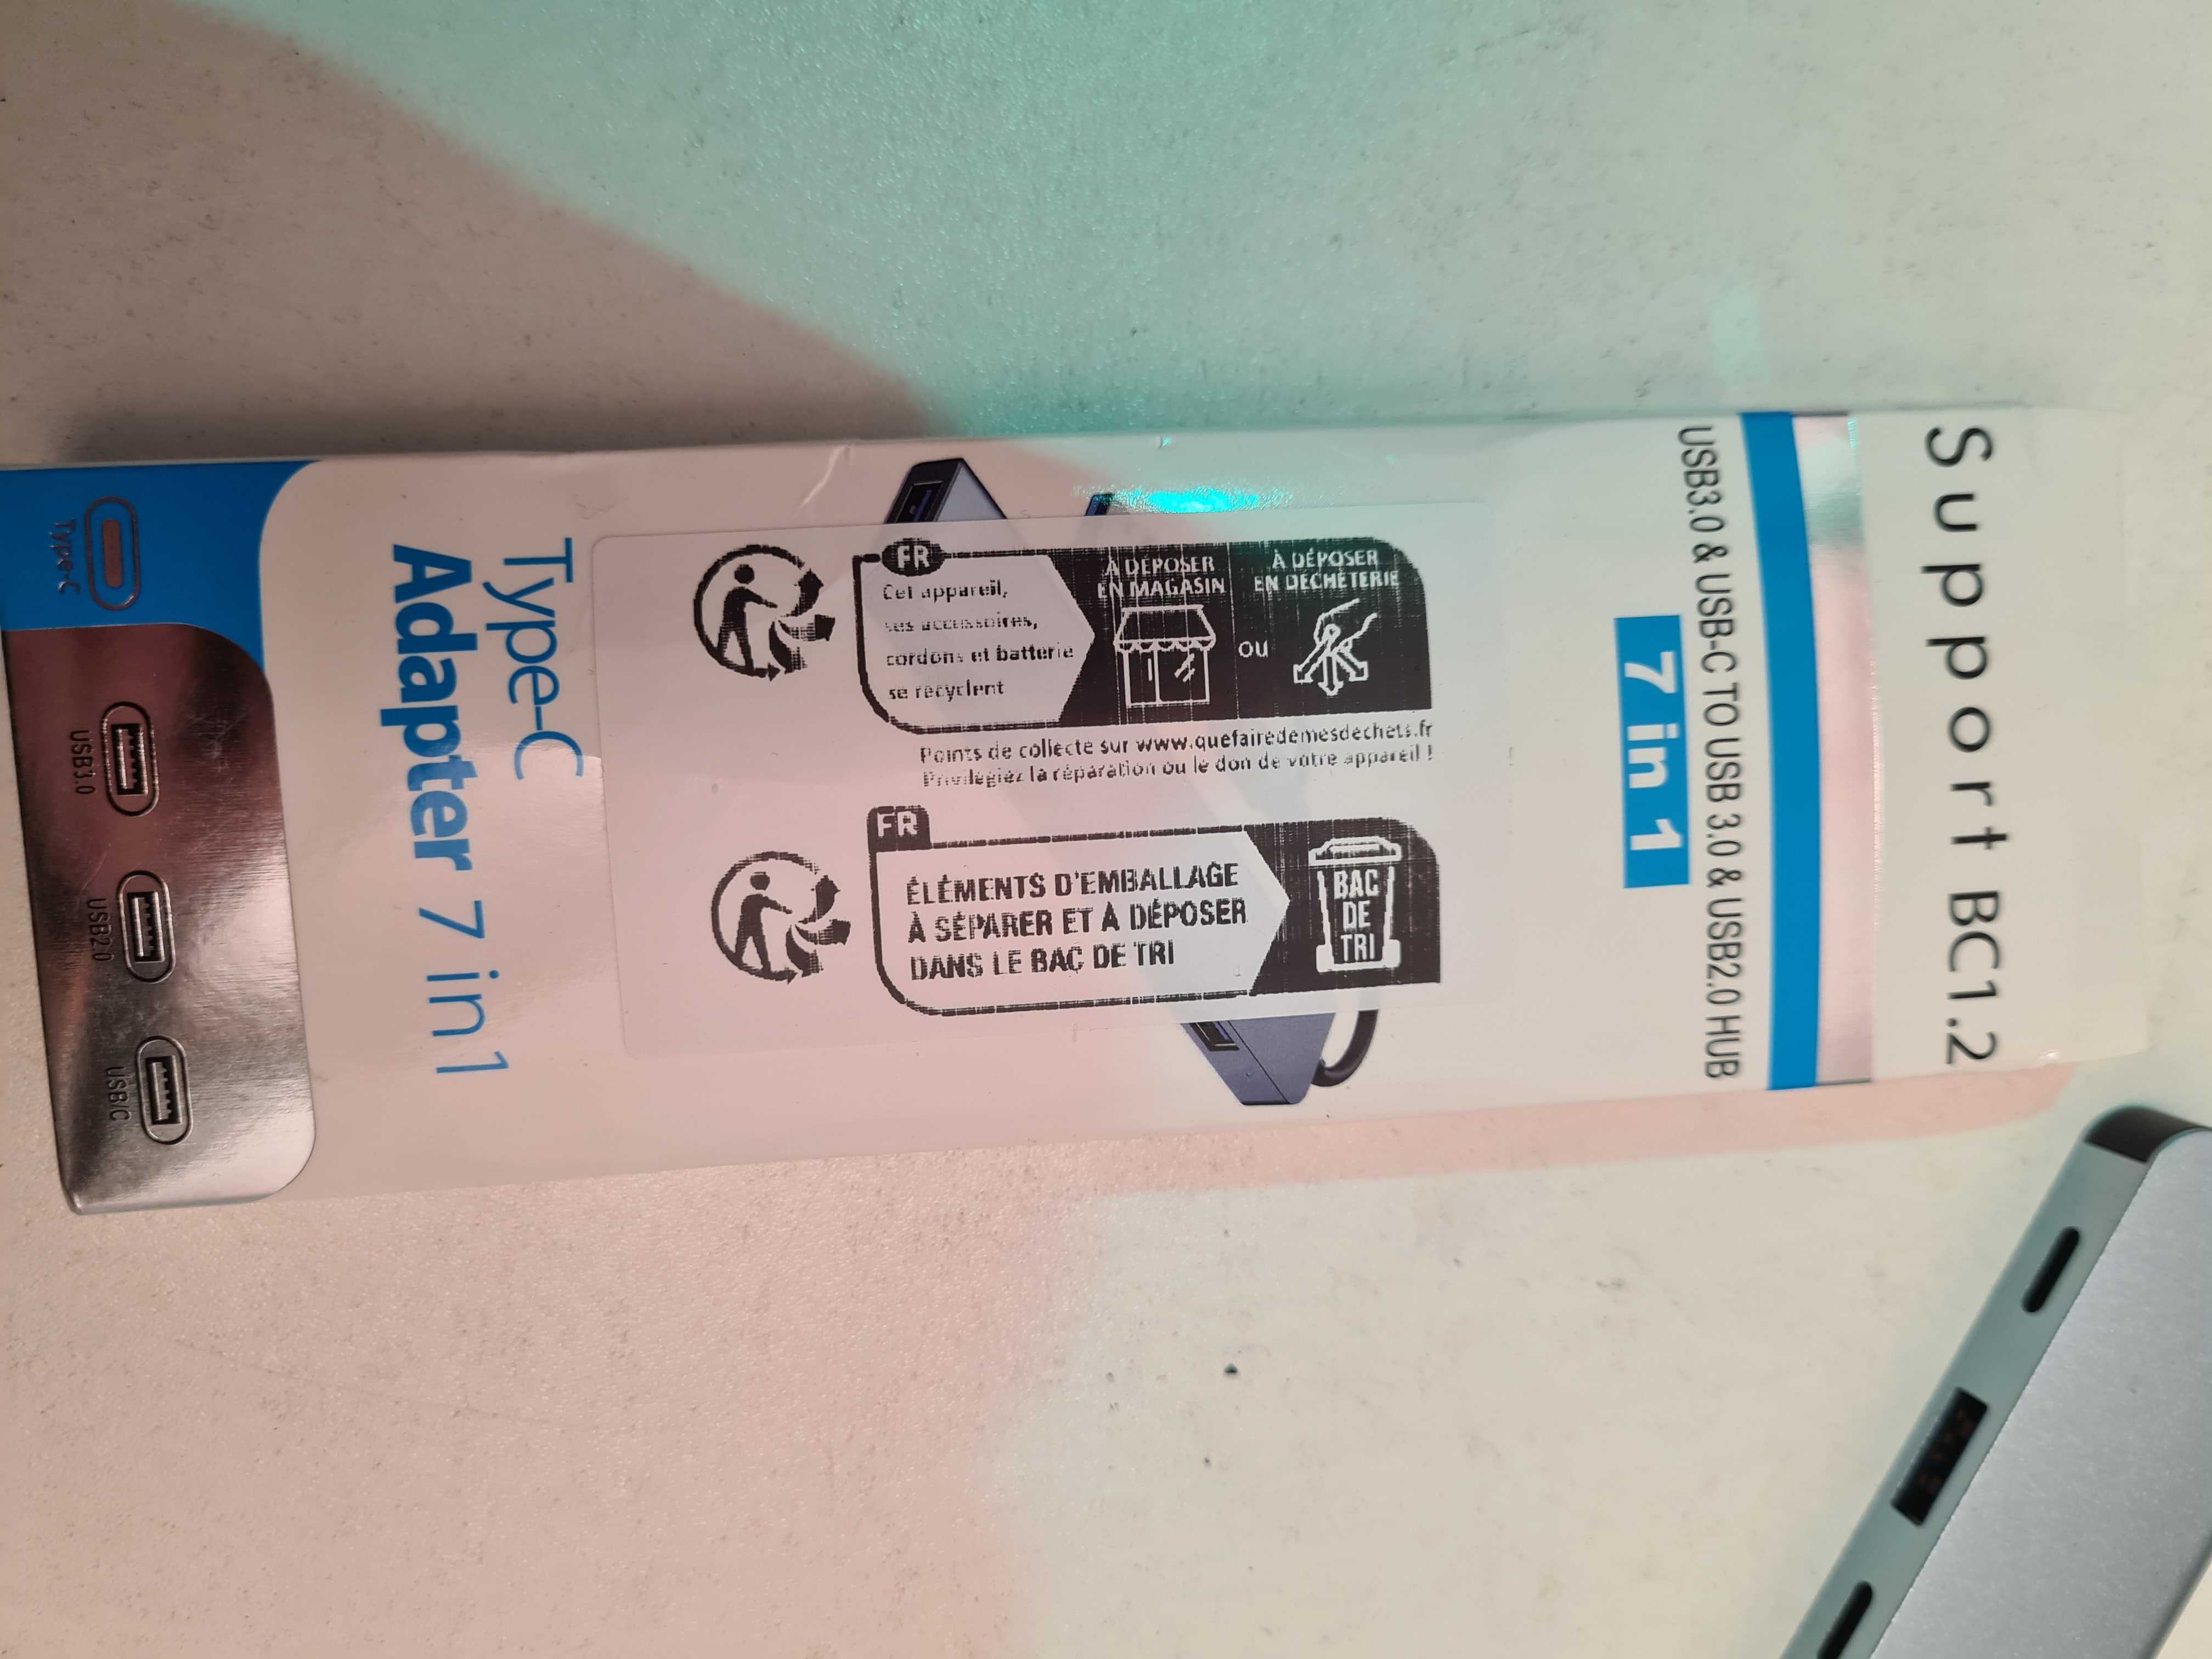 Support BC1.2
USB3.0 & USB-C TO USB 3.0 & USB2.0 HUB
7 in 1
FR
Cet appareil,
ses accessoires,
cordons et batterie
se recyclent
À DÉPOSER
EN MAGASIN
ou
À DÉPOSER
EN DÉCHÈTERIE
Points de collecte sur www.quefairedemesdechets.fr
Privilégiez la réparation ou le don de votre appareil !
FR
ÉLÉMENTS D'EMBALLAGE
À SÉPARER ET À DÉPOSER
DANS LE BAC DE TRI
BAC
DE
TRI
Type-C
Adapter 7 in1
Type-C
USB3.0
USB2.0
USB/C